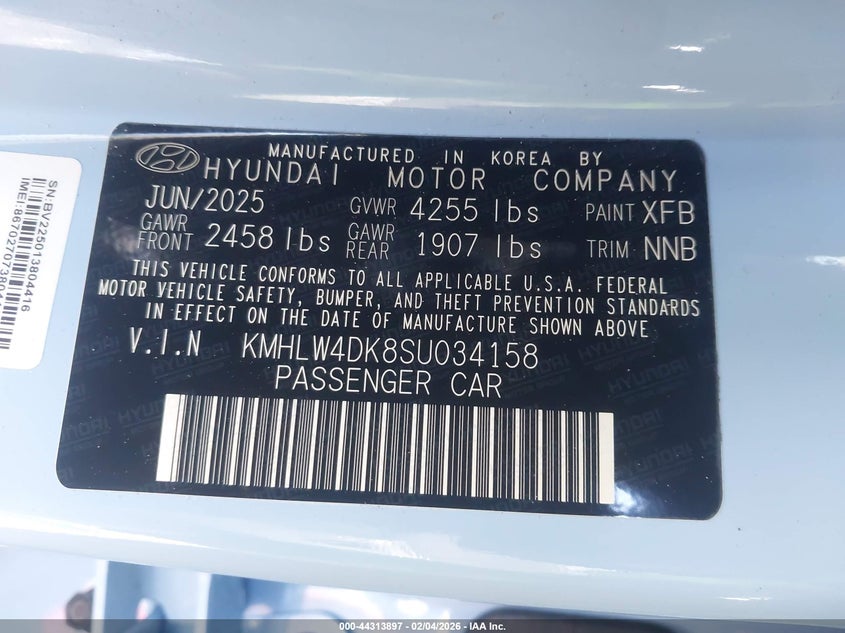 MANUFACTURED IN KOREA BY
HYUNDAI MOTOR COMPANY
JUN/2025 GVWR 4255 lbs PAINT XFB
GAWR FRONT 2458 lbs GAWR REAR 1907 lbs TRIM NNB
THIS VEHICLE CONFORMS TO ALL APPLICABLE U.S.A. FEDERAL
MOTOR VEHICLE SAFETY, BUMPER, AND THEFT PREVENTION STANDARDS
IN EFFECT ON THE DATE OF MANUFACTURE SHOWN ABOVE.
V.I.N KMHLW4DK8SU034158
PASSENGER CAR
SN:BV225013804416
000-44313897 - 02/04/2026 - IAA Inc.